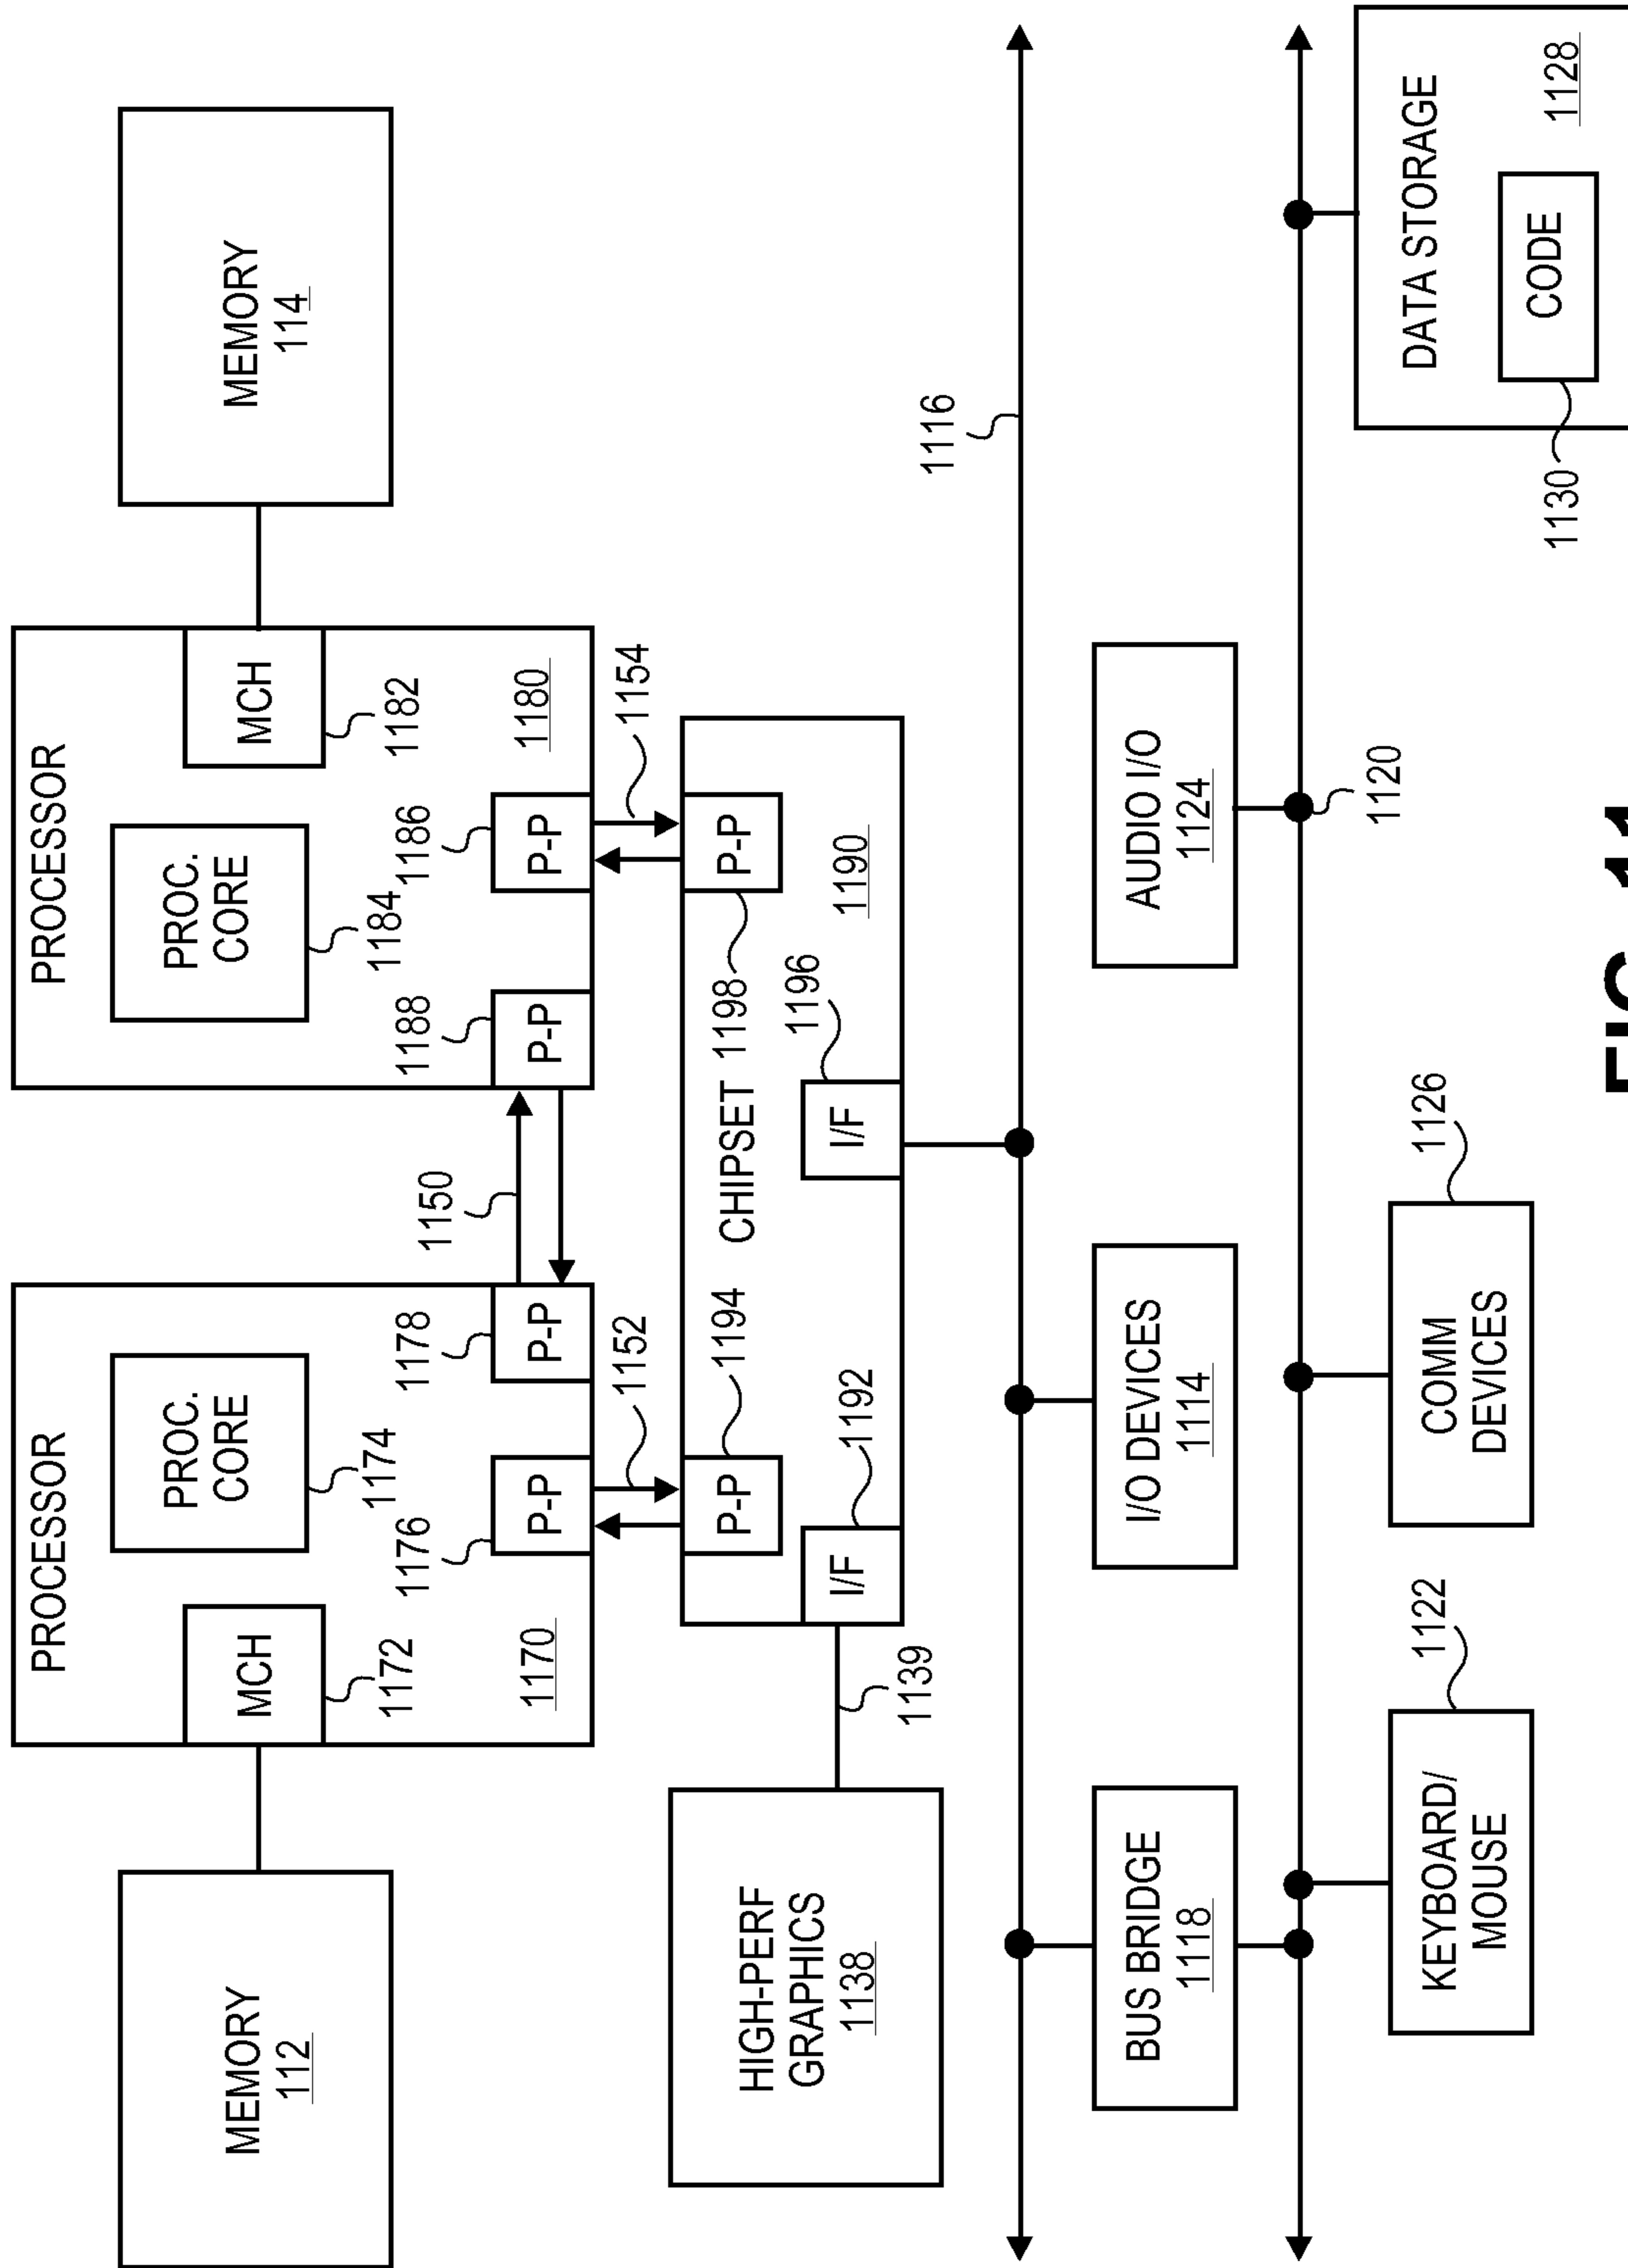 PROCESSOR
PROCESSOR
MEMORY
112
MCH
1172
PROC.
CORE
1174
1176
P-P
1178
P-P
1170
1150
1188
P-P
PROC.
CORE
1184
1186
P-P
MCH
1182
1180
MEMORY
114
1152
1154
HIGH-PERF
GRAPHICS
1138
1139
P-P
1194
I/F
1192
CHIPSET
1198
P-P
I/F
1196
1190
1116
BUS BRIDGE
1118
I/O DEVICES
1114
AUDIO I/O
1124
1120
KEYBOARD/
MOUSE
1122
COMM
DEVICES
1126
DATA STORAGE
CODE
1130
1128
FIG. 11